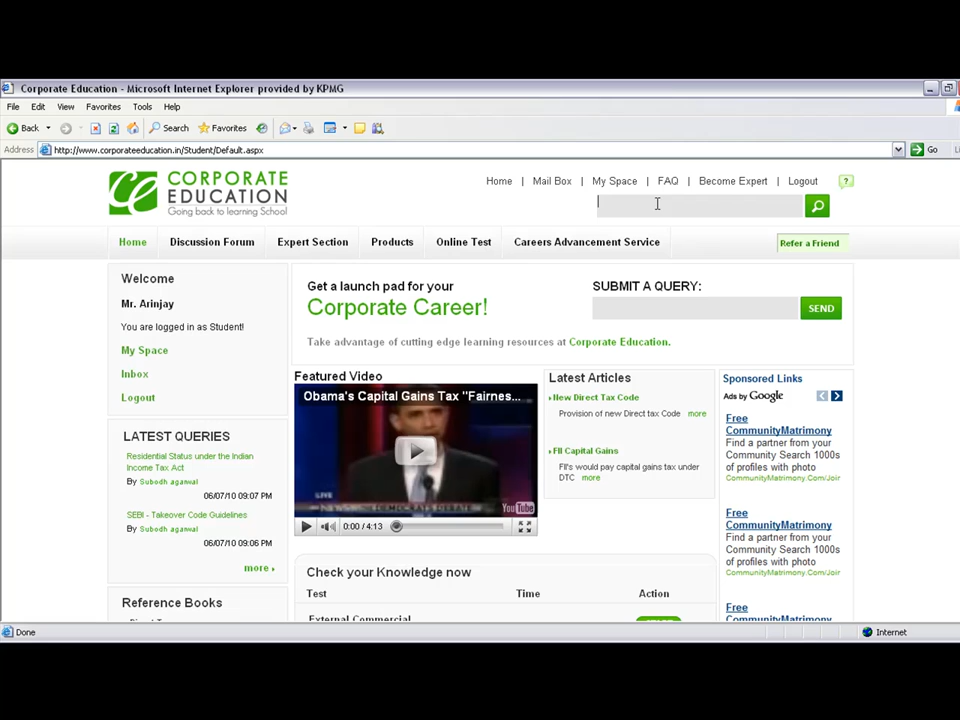 Corporate Education - Microsoft Internet Explorer provided by KPMG
File Edit View Favorites Tools Help
Back Search Favorites
Address http://www.corporateeducation.in/Student/Default.aspx Go
CORPORATE
EDUCATION
Going back to learning School
Home | Mail Box | My Space | FAQ | Become Expert | Logout ?
Home Discussion Forum Expert Section Products Online Test Careers Advancement Service Refer a Friend
Welcome
Mr. Arinjay
You are logged in as Student!
My Space
Inbox
Logout
Get a launch pad for your
Corporate Career!
SUBMIT A QUERY:
SEND
Take advantage of cutting edge learning resources at Corporate Education.
LATEST QUERIES
Residential Status under the Indian
Income Tax Act
By Subodh agarwal
06/07/10 09:07 PM
SEBI - Takeover Code Guidelines
By Subodh agarwal
06/07/10 09:06 PM
more
Reference Books
Featured Video
Obama's Capital Gains Tax "Fairnes...
LIVE
DEMOCRATS DEBATE
YouTube
0:00 / 4:13
Latest Articles
New Direct Tax Code
Provision of new Direct tax Code more
FII Capital Gains
FII's would pay capital gains tax under
DTC more
Check your Knowledge now
Test Time Action
External Commercial
Sponsored Links
Ads by Google
Free
CommunityMatrimony
Find a partner from your
Community Search 1000s
of profiles with photo
CommunityMatrimony.Com/Join
Free
CommunityMatrimony
Find a partner from your
Community Search 1000s
of profiles with photo
CommunityMatrimony.Com/Join
Free
CommunityMatrimony
Done Internet